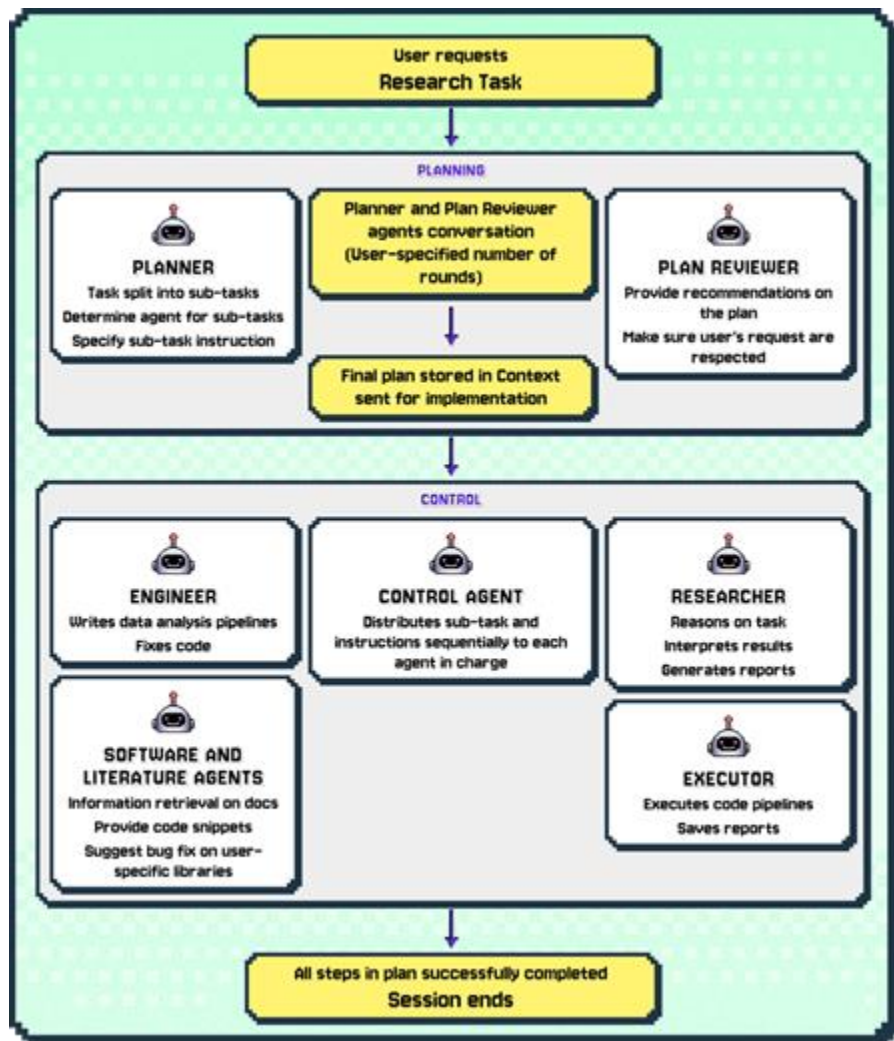 User requests
Research Task
PLANNING
PLANNER
Task split into sub-tasks
Determine agent for sub-tasks
Specify sub-task instruction
Planner and Plan Reviewer
agents conversation
(User-specified number of
rounds)
Final plan stored in Context
sent for implementation
PLAN REVIEWER
Provide recommendations on
the plan
Make sure user's request are
respected
CONTROL
ENGINEER
Writes data analysis pipelines
Fixes code
CONTROL AGENT
Distributes sub-task and
instructions sequentially to each
agent in charge
RESEARCHER
Reasons on task
Interprets results
Generates reports
SOFTWARE AND
LITERATURE AGENTS
Information retrieval on docs
Provide code snippets
Suggest bug fix on user-
specific libraries
EXECUTOR
Executes code pipelines
Saves reports
All steps in plan successfully completed
Session ends